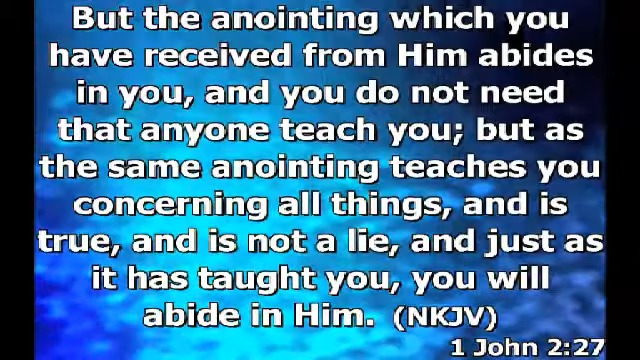 But the anointing which you
have received from Him abides
in you, and you do not need
that anyone teach you; but as
the same anointing teaches you
concerning all things, and is
true, and is not a lie, and just as
it has taught you, you will
abide in Him. (NKJV)
1 John 2:27